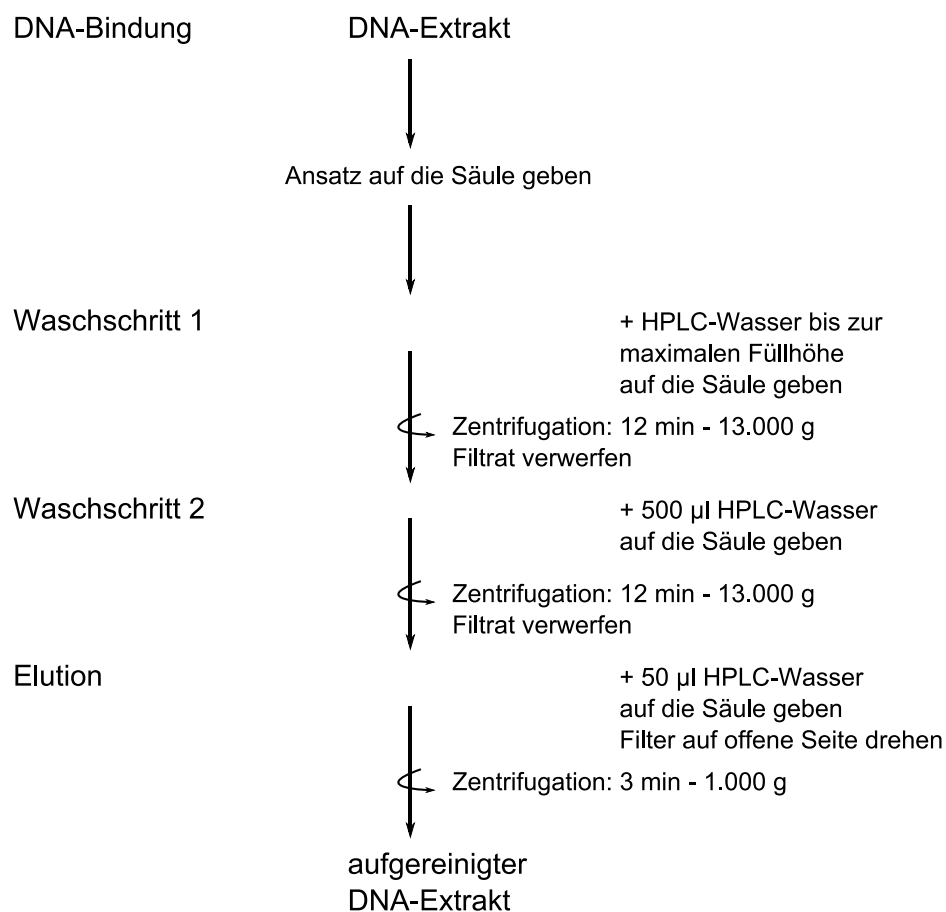 DNA-Bindung
DNA-Extrakt
Ansatz auf die Säule geben
Waschschritt 1
+ HPLC-Wasser bis zur
maximalen Füllhöhe
auf die Säule geben
Zentrifugation: 12 min - 13.000 g
Filtrat verwerfen
Waschschritt 2
+ 500 µl HPLC-Wasser
auf die Säule geben
Zentrifugation: 12 min - 13.000 g
Filtrat verwerfen
Elution
+ 50 µl HPLC-Wasser
auf die Säule geben
Filter auf offene Seite drehen
Zentrifugation: 3 min - 1.000 g
aufgereinigter
DNA-Extrakt